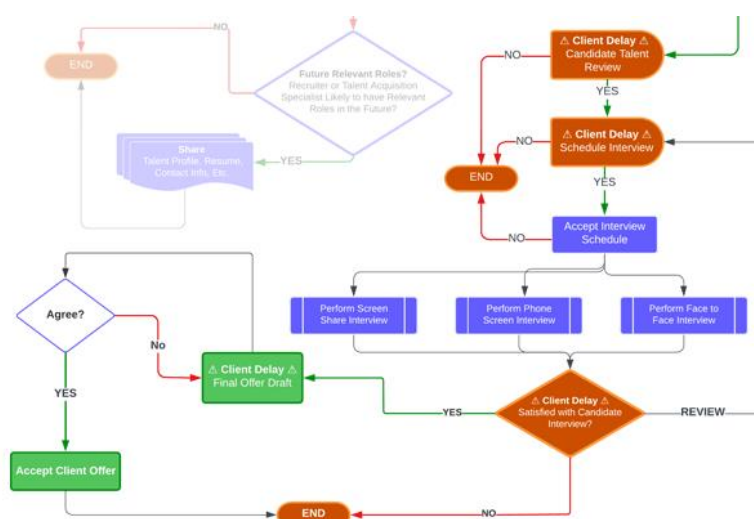 NO
END
Future Relevant Roles?
Recruiter or Talent Acquisition
Specialist Likely to have Relevant
Roles in the Future?
YES
Share
Talent Profile, Resume,
Contact Info, Etc.
⚠ Client Delay ⚠
Candidate Talent
Review
NO
YES
⚠ Client Delay ⚠
Schedule Interview
NO
END
YES
Accept Interview
Schedule
NO
Perform Screen
Share Interview
Perform Phone
Screen Interview
Perform Face to
Face Interview
Agree?
No
⚠ Client Delay ⚠
Final Offer Draft
YES
YES
⚠ Client Delay ⚠
Satisfied with Candidate
Interview?
REVIEW
Accept Client Offer
NO
END